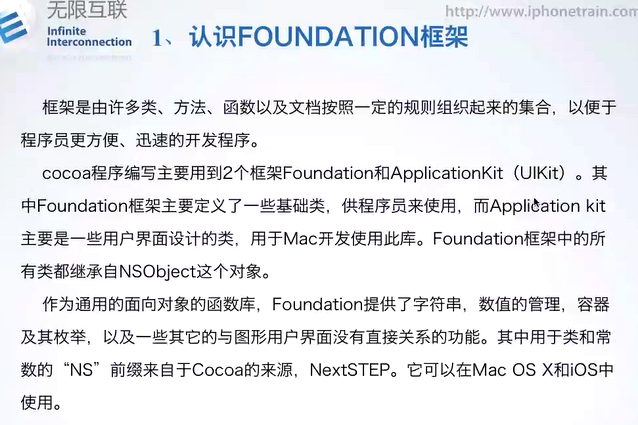 无限互联
http://www.iphonetrain.com
Infinite
Interconnection
1、认识FOUNDATION框架
框架是由许多类、方法、函数以及文档按照一定的规则组织起来的集合，以便于
程序员更方便、迅速的开发程序。
cocoa程序编写主要用到2个框架Foundation和ApplicationKit（UIKit）。其
中Foundation框架主要定义了一些基础类，供程序员来使用，而Application kit
主要是一些用户界面设计的类，用于Mac开发使用此库。Foundation框架中的所
有类都继承自NSObject这个对象。
作为通用的面向对象的函数库，Foundation提供了字符串，数值的管理，容器
及其枚举，以及一些其它的与图形用户界面没有直接关系的功能。其中用于类和常
数的“NS”前缀来自于Cocoa的来源，NextSTEP。它可以在Mac OS X和iOS中
使用。